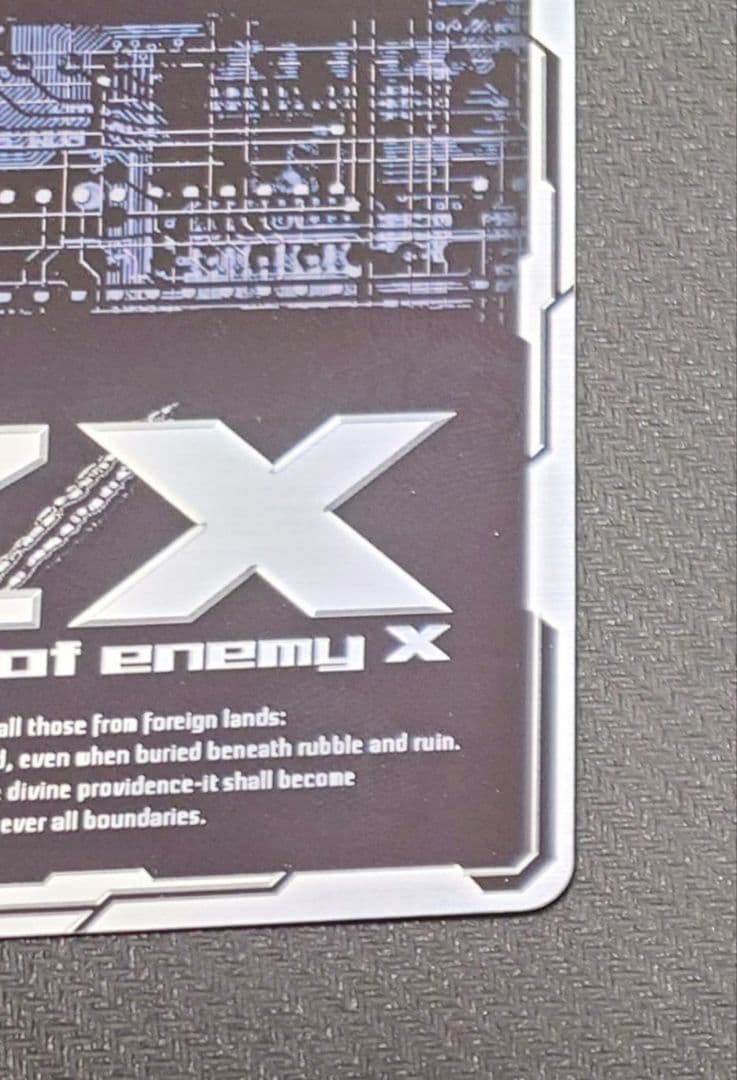 X
of enemy X
all those from foreign lands:
, even when buried beneath rubble and ruin.
divine providence-it shall become
ever all boundaries.